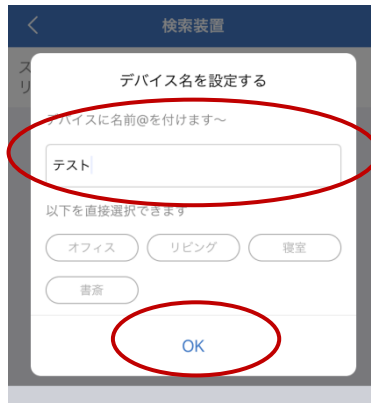 検索装置
ス
リ
デバイス名を設定する
デバイスに名前@を付けます～
テスト
以下を直接選択できます
オフィス
リビング
寝室
書斎
OK